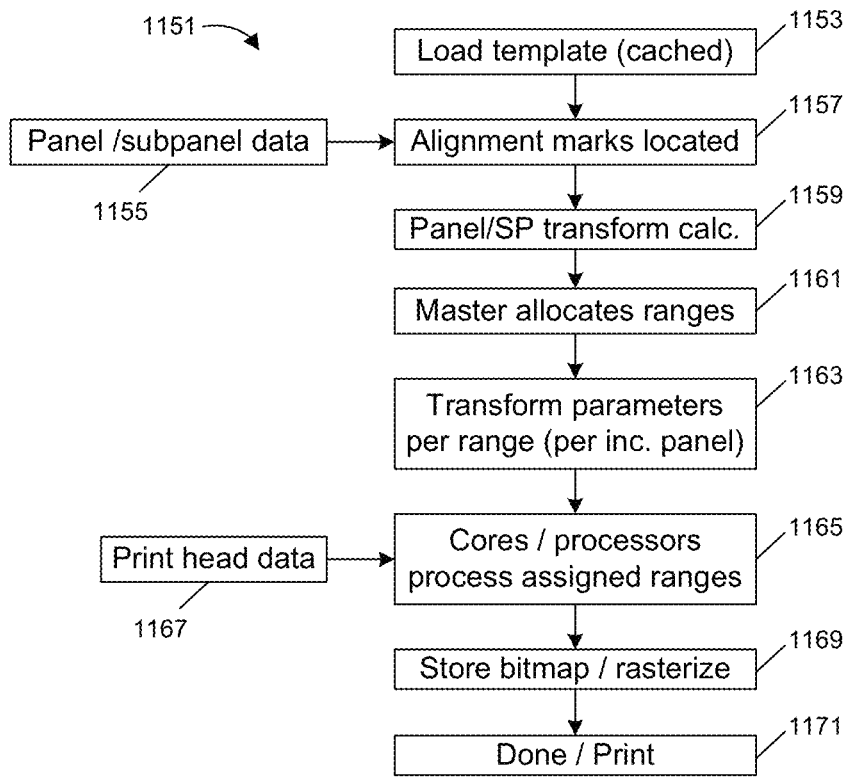 1151
1153
Load template (cached)
1157
Panel /subpanel data
Alignment marks located
1155
1159
Panel/SP transform calc.
1161
Master allocates ranges
1163
Transform parameters
per range (per inc. panel)
1165
Print head data
Cores / processors
process assigned ranges
1167
1169
Store bitmap / rasterize
1171
Done / Print